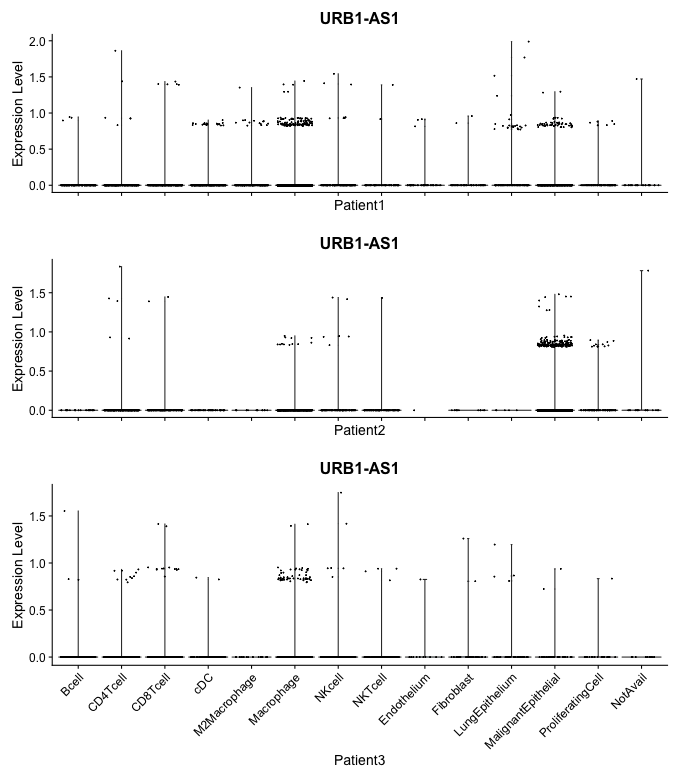 URB1-AS1
Expression Level
2.0
1.5
1.0
0.5
0.0
Patient1
URB1-AS1
Expression Level
1.5
1.0
0.5
0.0
Patient2
URB1-AS1
Expression Level
1.5
1.0
0.5
0.0
Bcell
CD4Tcell
CD8Tcell
cDC
M2Macrophage
Macrophage
NKcell
NKTcell
Endothelium
Fibroblast
LungEpithelium
MalignantEpithelial
ProliferatingCell
NotAvail
Patient3